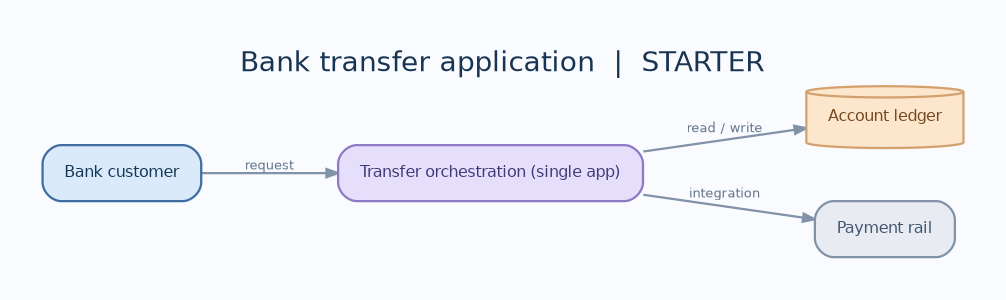 Bank transfer application | STARTER
Bank customer
request
Transfer orchestration (single app)
read / write
Account ledger
integration
Payment rail